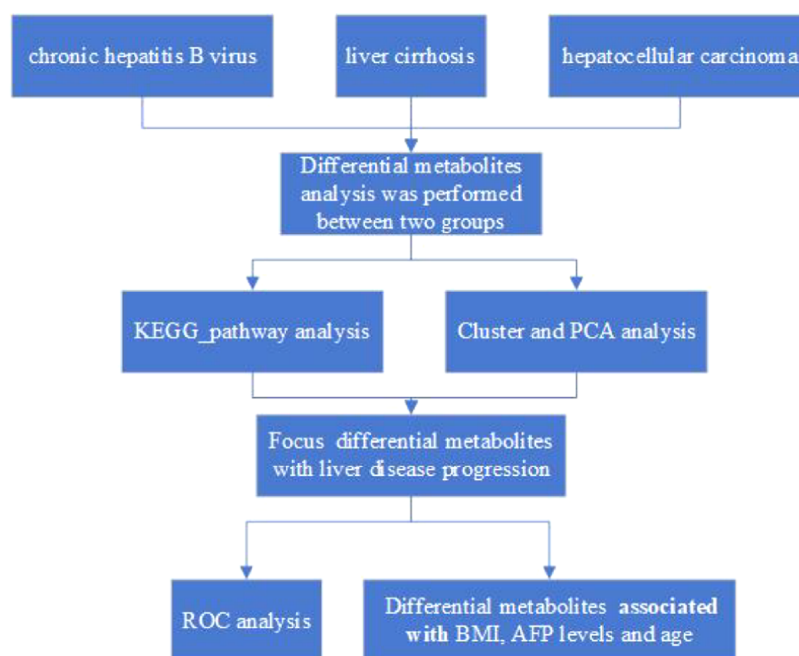 chronic hepatitis B virus
liver cirrhosis
hepatocellular carcinoma
Differential metabolites
analysis was performed
between two groups
KEGG_pathway analysis
Cluster and PCA analysis
Focus differential metabolites
with liver disease progression
ROC analysis
Differential metabolites associated
with BMI, AFP levels and age